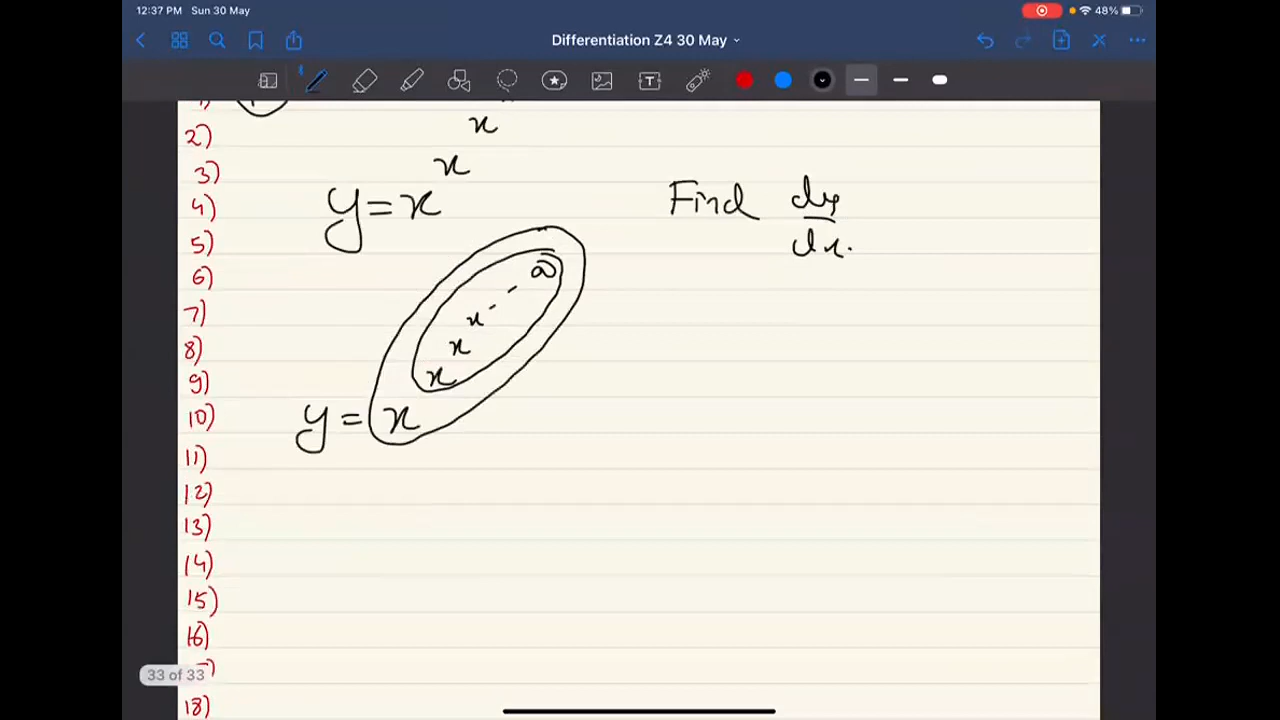 12:37 PM Sun 30 May
48%
Differentiation Z4 30 May
T
1)
2)
x
3)
x
4) y = x Find dy
dx.
5)
6) ∞
7) x
8) x
9) x
10) y = x
11)
12)
13)
14)
15)
16)
33 of 33
18)